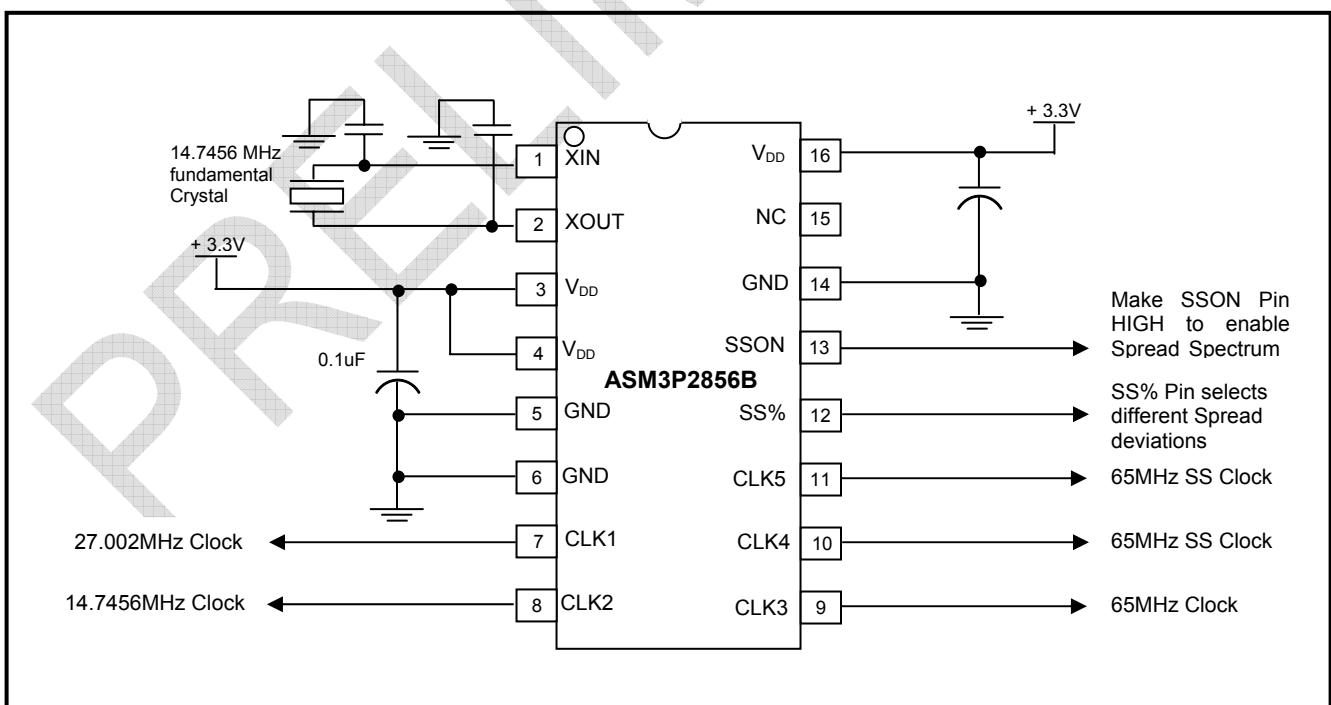 PRELIM
+ 3.3V
14.7456 MHz
fundamental
Crystal
1 XIN
VDD 16
2 XOUT
NC 15
+ 3.3V
3 VDD
GND 14
Make SSON Pin
HIGH to enable
Spread Spectrum
4 VDD
SSON 13
0.1uF
ASM3P2856B
5 GND
SS% 12
SS% Pin selects
different Spread
deviations
6 GND
CLK5 11
65MHz SS Clock
27.002MHz Clock
7 CLK1
CLK4 10
65MHz SS Clock
14.7456MHz Clock
8 CLK2
CLK3 9
65MHz Clock